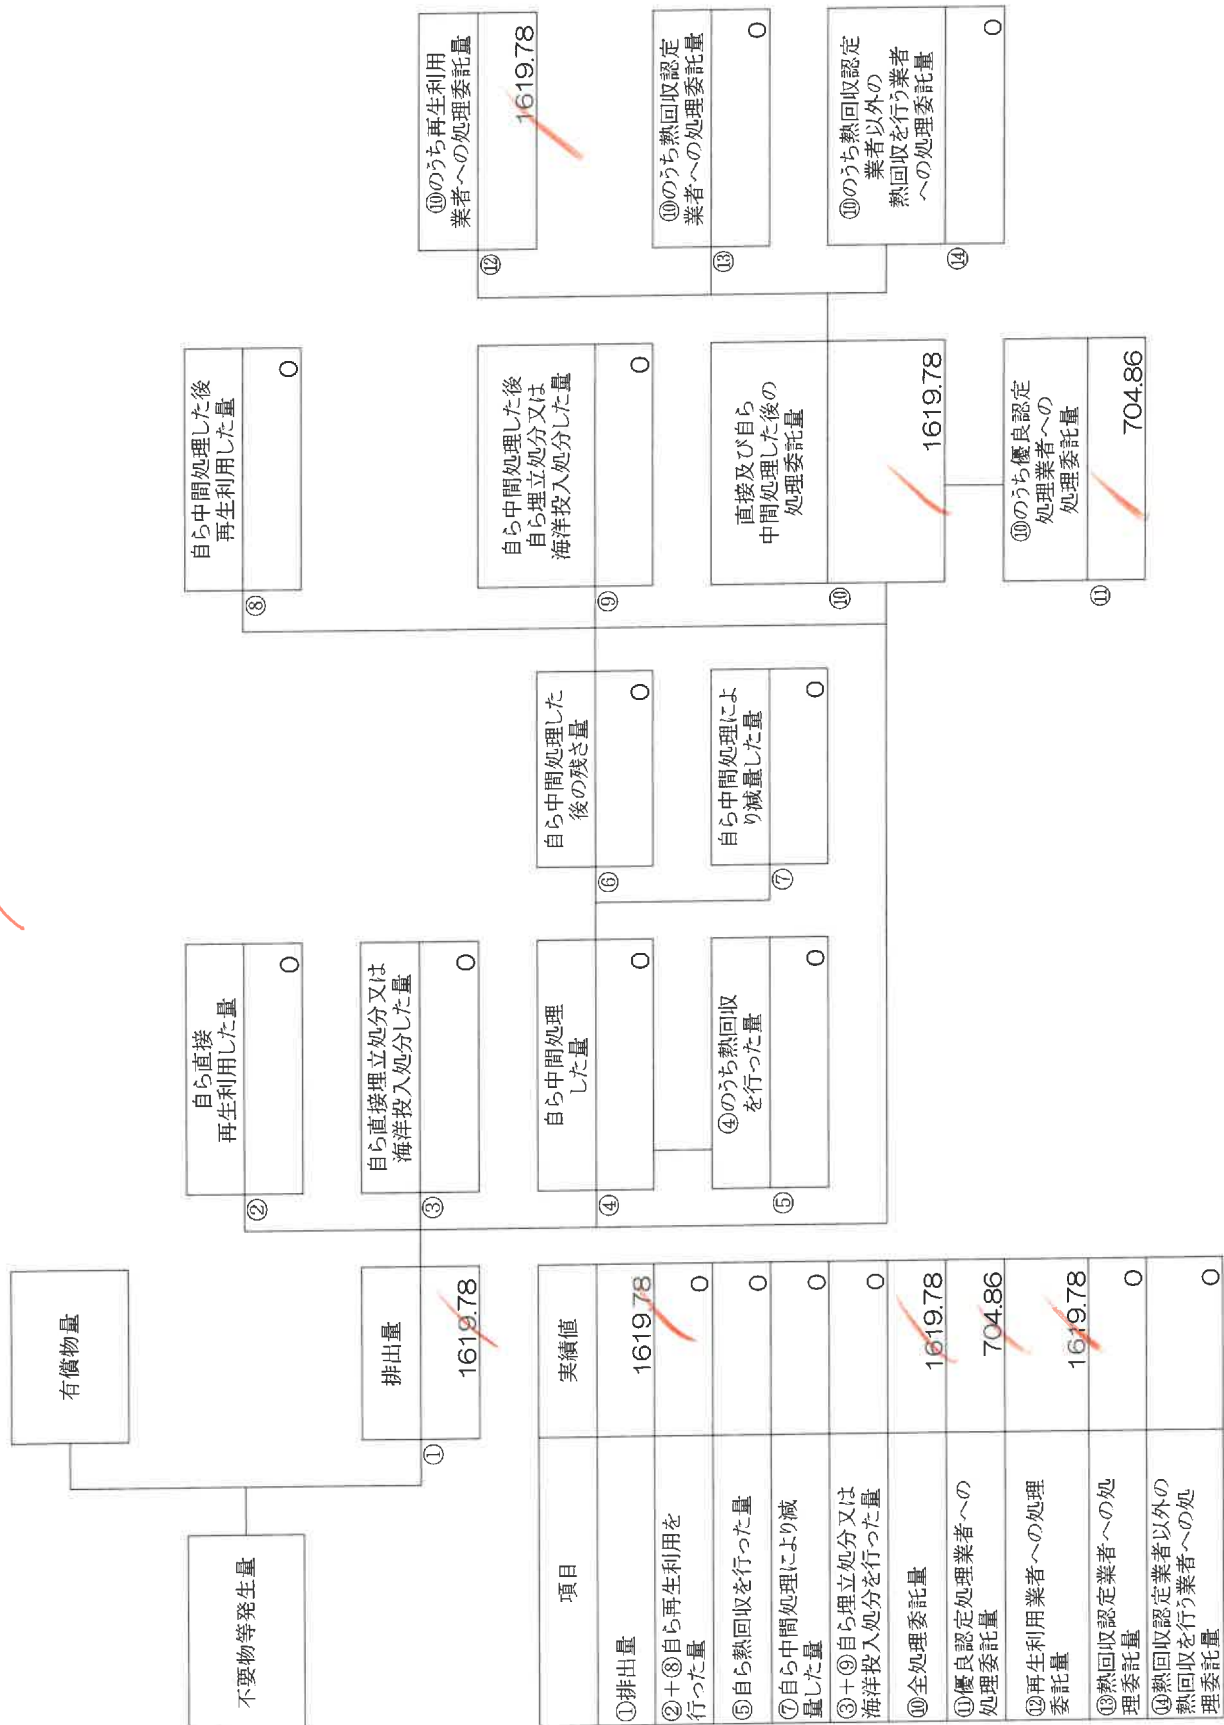 有償物量
不要物等発生量
①
排出量
1619.78
②
自ら直接
再生利用した量
0
③
自ら直接埋立処分又は
海洋投入処分した量
0
④
自ら中間処理
した量
0
⑤
④のうち熱回収
を行った量
0
⑥
自ら中間処理した
後の残さ量
0
⑦
自ら中間処理によ
り減量した量
0
⑧
自ら中間処理した後
再生利用した量
0
⑨
自ら中間処理した後
自ら埋立処分又は
海洋投入処分した量
0
⑩
直接及び自ら
中間処理した後の
処理委託量
1619.78
⑪
⑩のうち優良認定
処理業者への
処理委託量
704.86
⑫
⑩のうち再生利用
業者への処理委託量
1619.78
⑬
⑩のうち熱回収認定
業者への処理委託量
0
⑭
⑩のうち熱回収認定
業者以外の
熱回収を行う業者
への処理委託量
0
項目 実績値
①排出量 1619.78
②+⑧自ら再生利用を
行った量 0
⑤自ら熱回収を行った量 0
⑦自ら中間処理により減
量した量 0
③+⑨自ら埋立処分又は
海洋投入処分を行った量 0
⑩全処理委託量 1619.78
⑪優良認定処理業者への
処理委託量 704.86
⑫再生利用業者への処理
委託量 1619.78
⑬熱回収認定業者への処
理委託量 0
⑭熱回収認定業者以外の
熱回収を行う業者への処
理委託量 0